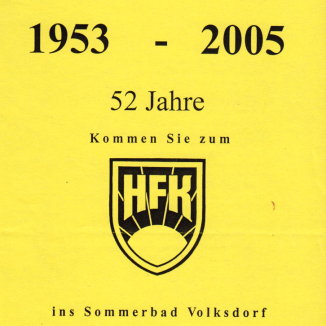 1953 - 2005
52 Jahre
Kommen Sie zum
HFK
ins Sommerbad Volksdorf